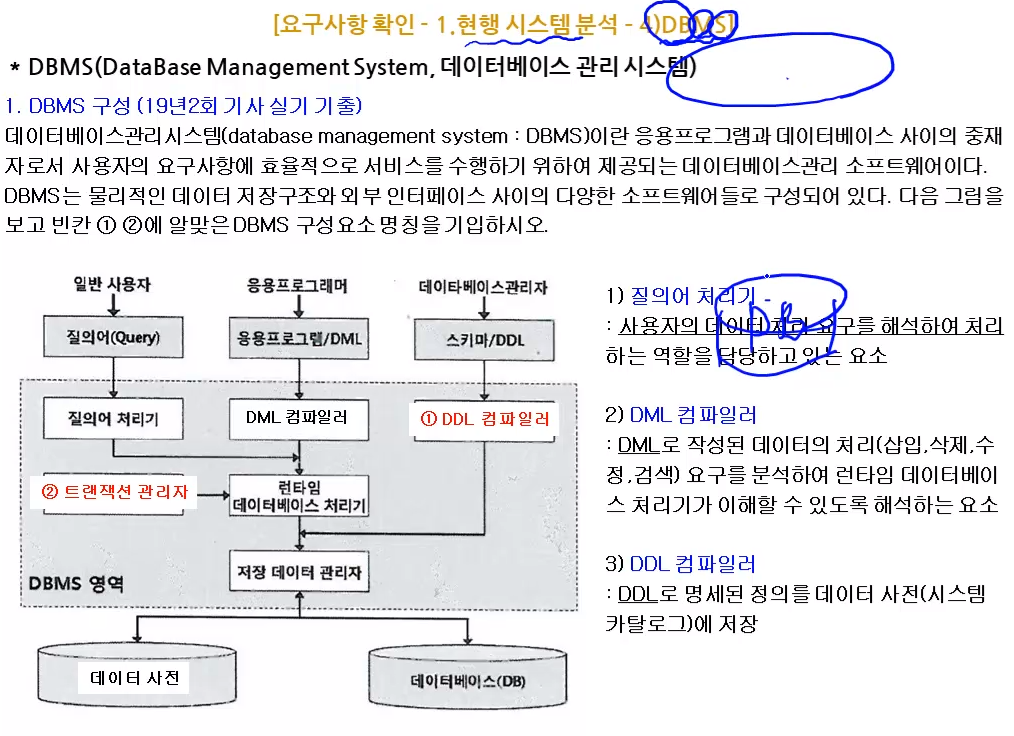 [요구사항 확인 - 1.현행 시스템 분석 - 4)DBMS]
* DBMS(DataBase Management System, 데이터베이스 관리 시스템)
1. DBMS 구성 (19년2회 기사 실기 기출)
데이터베이스관리시스템(database management system : DBMS)이란 응용프로그램과 데이터베이스 사이의 중재
자로서 사용자의 요구사항에 효율적으로 서비스를 수행하기 위하여 제공되는 데이터베이스관리 소프트웨어이다.
DBMS는 물리적인 데이터 저장구조와 외부 인터페이스 사이의 다양한 소프트웨어들로 구성되어 있다. 다음 그림을
보고 빈칸 ① ②에 알맞은 DBMS 구성요소 명칭을 기입하시오.
일반 사용자 응용프로그래머 데이타베이스관리자
질의어(Query) 응용프로그램/DML 스키마/DDL
질의어 처리기 DML 컴파일러 ① DDL 컴파일러
② 트랜잭션 관리자 런타임
데이터베이스 처리기
저장 데이터 관리자
DBMS 영역
데이터 사전 데이터베이스(DB)
1) 질의어 처리기 -
DB
: 사용자의 데이터 처리 요구를 해석하여 처리
하는 역할을 담당하고 있는 요소
2) DML 컴파일러
: DML로 작성된 데이터의 처리(삽입,삭제,수
정,검색) 요구를 분석하여 런타임 데이터베이
스 처리기가 이해할 수 있도록 해석하는 요소
3) DDL 컴파일러
: DDL로 명세된 정의를 데이터 사전(시스템
카탈로그)에 저장